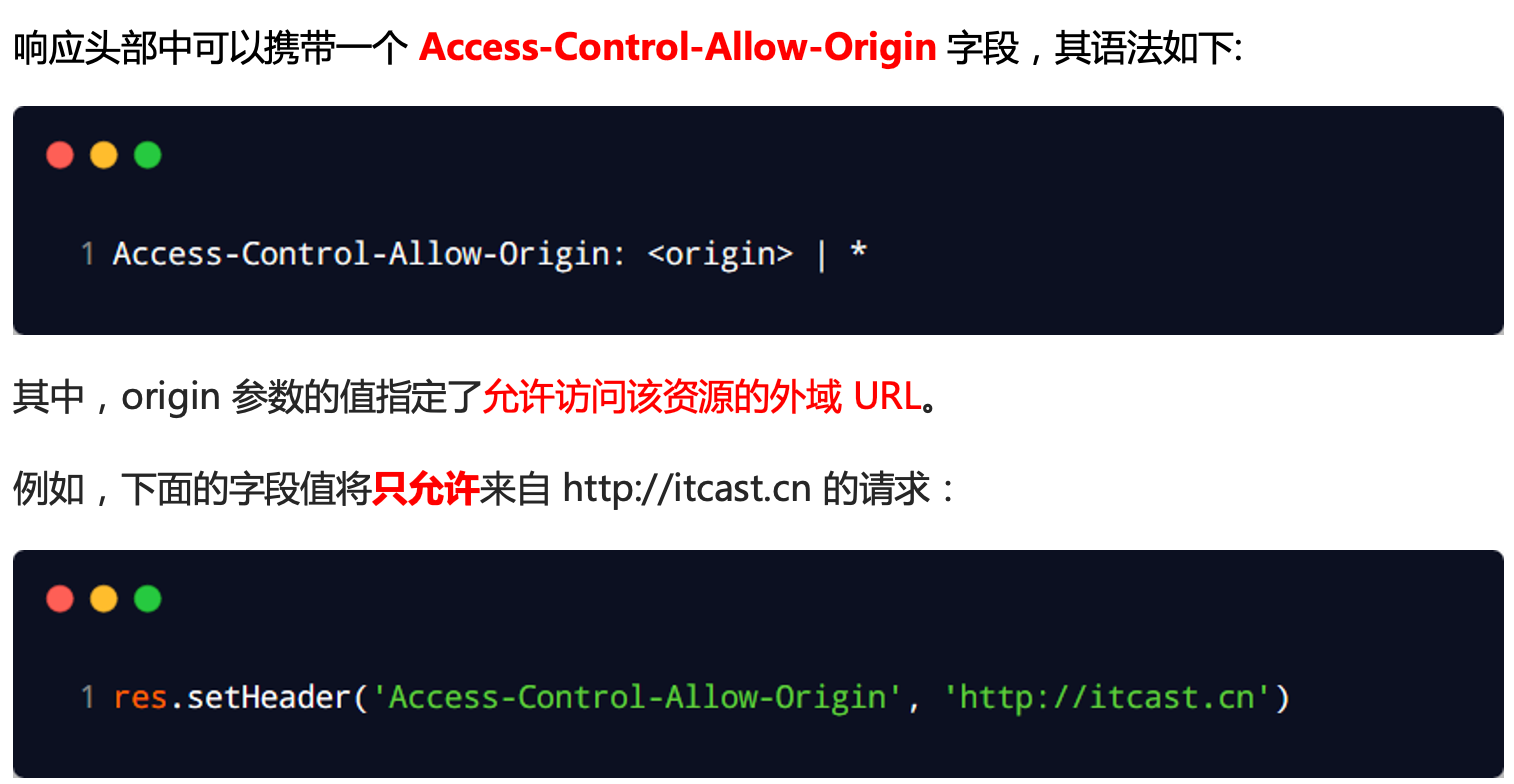 响应头部中可以携带一个 Access-Control-Allow-Origin 字段，其语法如下:
1 Access-Control-Allow-Origin: <origin> | *
其中，origin 参数的值指定了允许访问该资源的外域 URL。
例如，下面的字段值将只允许来自 http://itcast.cn 的请求：
1 res.setHeader('Access-Control-Allow-Origin', 'http://itcast.cn')